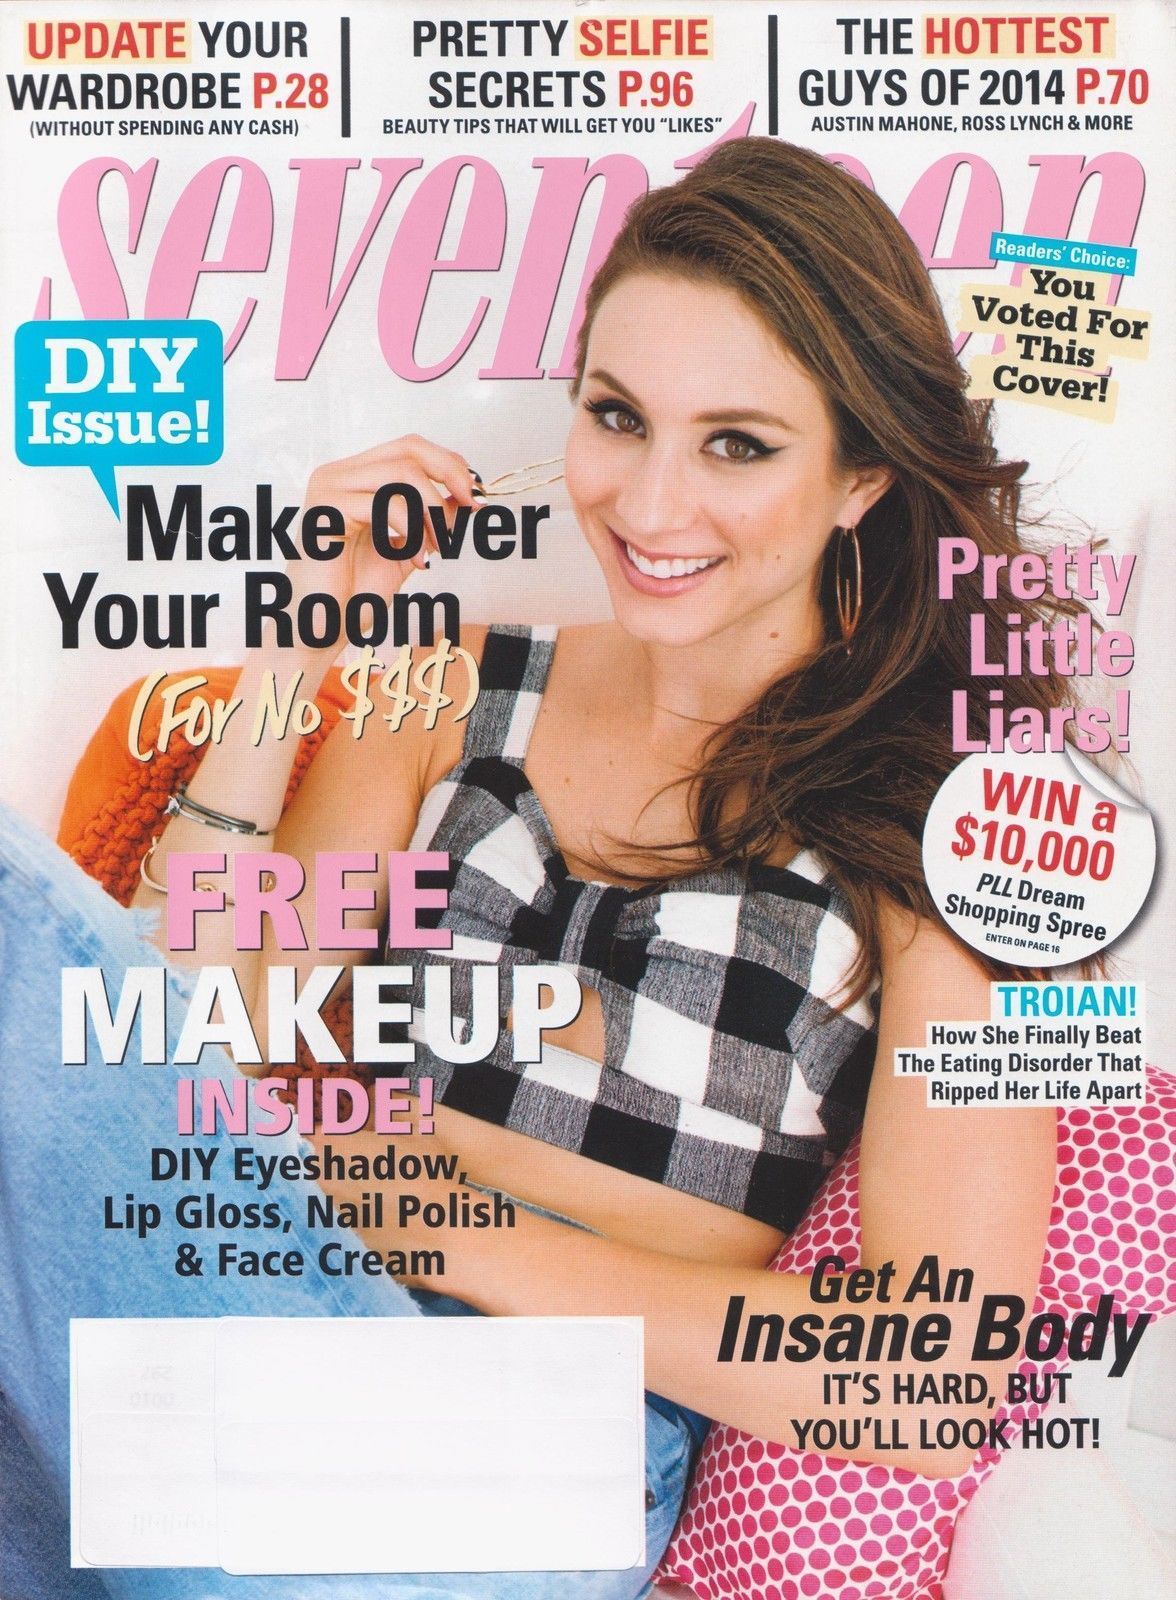 UPDATE YOUR
WARDROBE P.28
(WITHOUT SPENDING ANY CASH)
PRETTY SELFIE
SECRETS P.96
BEAUTY TIPS THAT WILL GET YOU "LIKES"
THE HOTTEST
GUYS OF 2014 P.70
AUSTIN MAHONE, ROSS LYNCH & MORE
seventeen
Readers' Choice:
You
Voted For
This
Cover!
DIY
Issue!
Make Over
Your Room
(For No $$$)
Pretty
Little
Liars!
WIN a
$10,000
PLL Dream
Shopping Spree
ENTER ON PAGE 16
FREE
MAKEUP
INSIDE!
DIY Eyeshadow,
Lip Gloss, Nail Polish
& Face Cream
TROIAN!
How She Finally Beat
The Eating Disorder That
Ripped Her Life Apart
Get An
Insane Body
IT'S HARD, BUT
YOU'LL LOOK HOT!